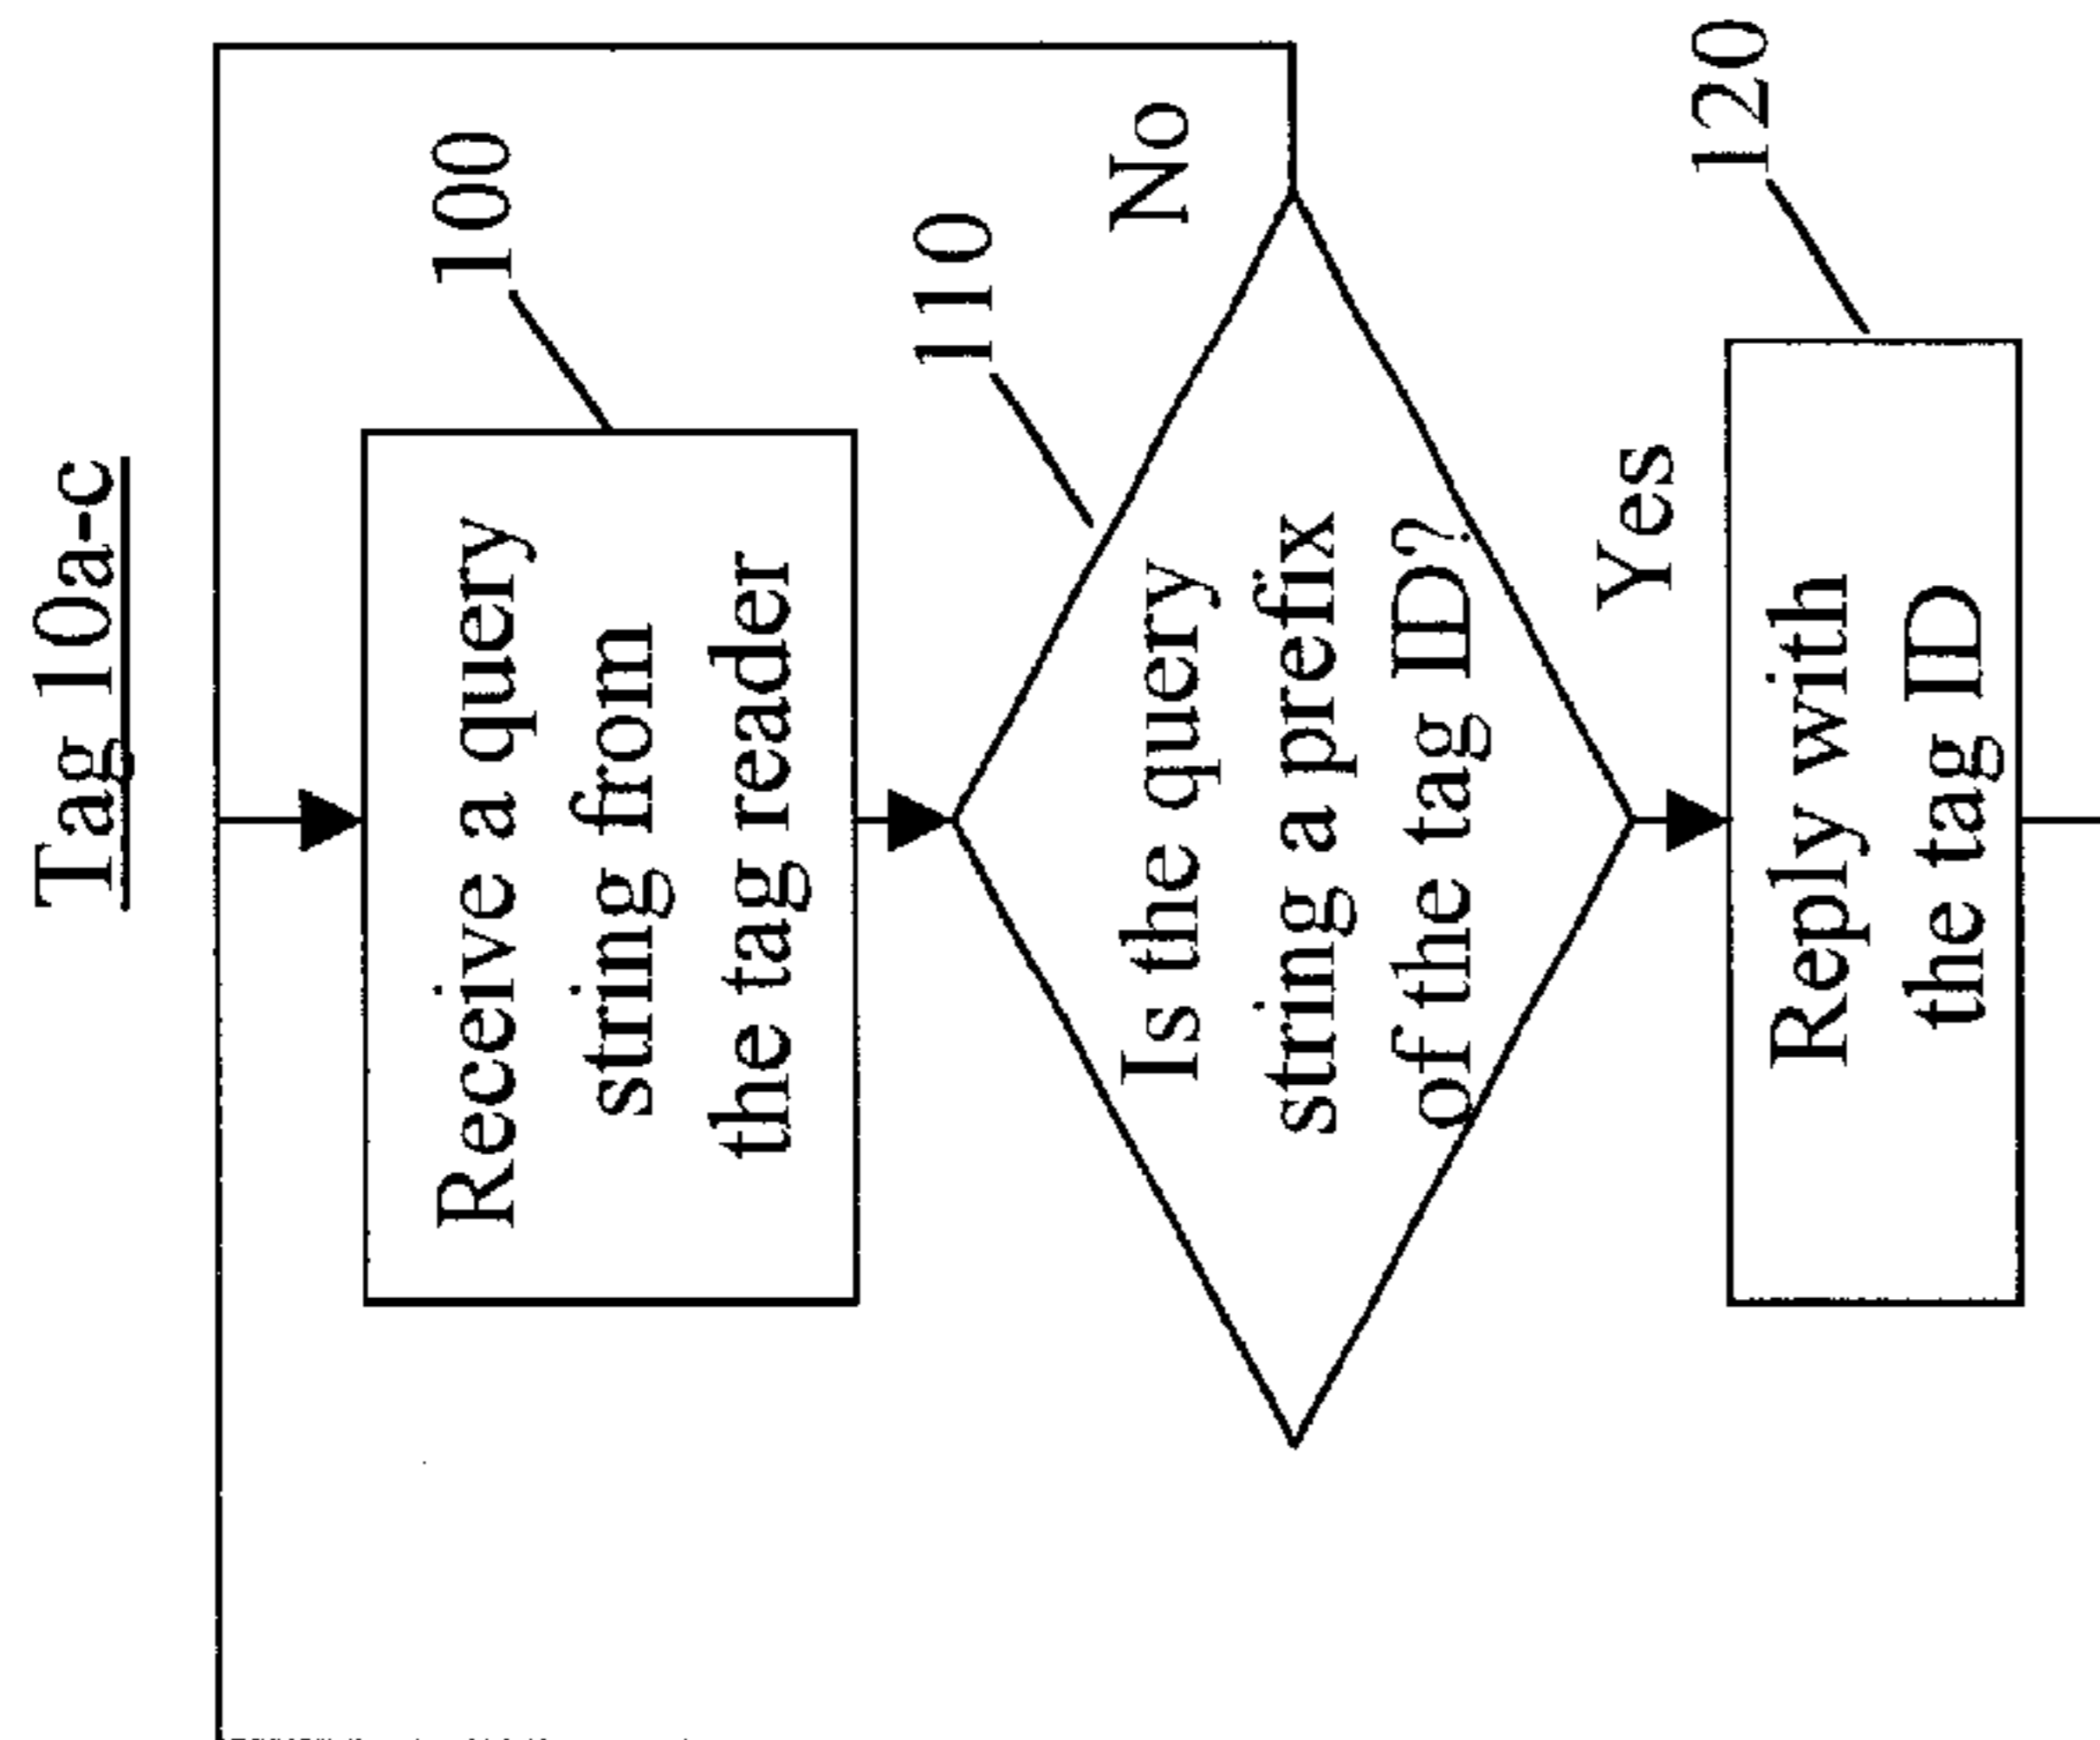 Tag 10a-c
100
Receive a query
string from
the tag reader
110
Is the query
string a prefix
of the tag ID?
No
Yes
120
Reply with
the tag ID